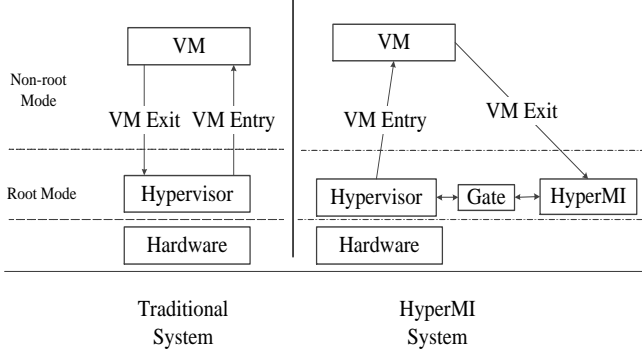 VM
VM
Non-root
Mode
VM Exit VM Entry
VM Entry
VM Exit
Root Mode
Hypervisor
Hypervisor
Gate
HyperMI
Hardware
Hardware
Traditional
System
HyperMI
System